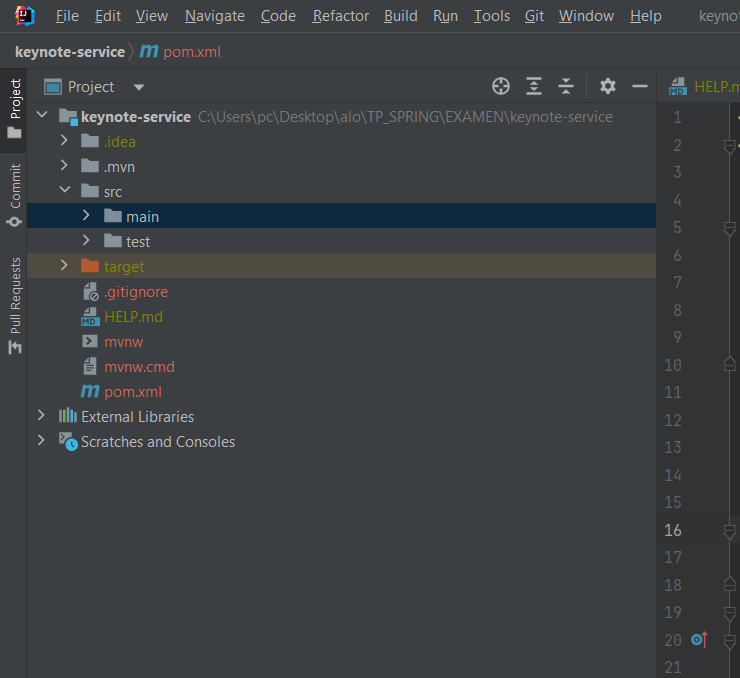 File Edit View Navigate Code Refactor Build Run Tools Git Window Help keyno
keynote-service m pom.xml
Project
Commit
Pull Requests
Project
keynote-service C:\Users\pc\Desktop\alo\TP_SPRING\EXAMEN\keynote-service
.idea
.mvn
src
main
test
target
.gitignore
MD HELP.md
mvnw
mvnw.cmd
m pom.xml
External Libraries
Scratches and Consoles
MD HELP.m
1
2
3
4
5
6
7
8
9
10
11
12
13
14
15
16
17
18
19
20
21